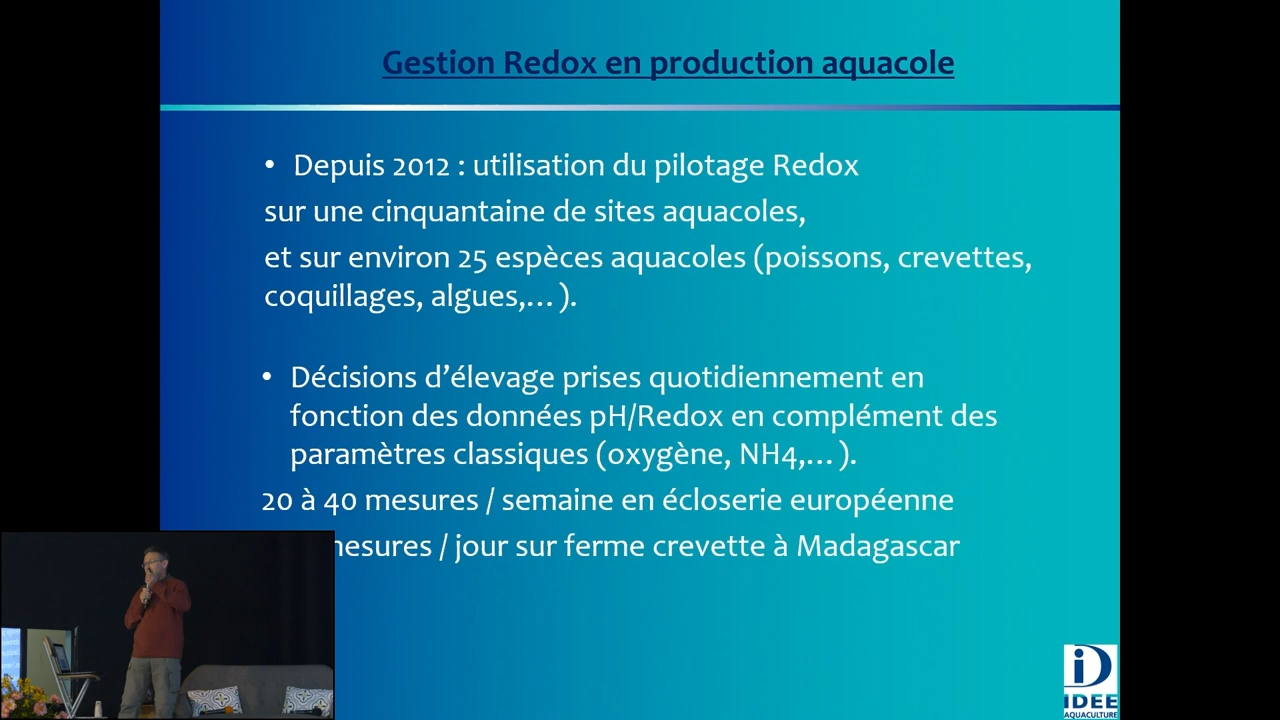 Gestion Redox en production aquacole
• Depuis 2012 : utilisation du pilotage Redox
sur une cinquantaine de sites aquacoles,
et sur environ 25 espèces aquacoles (poissons, crevettes,
coquillages, algues,… ).
• Décisions d’élevage prises quotidiennement en
fonction des données pH/Redox en complément des
paramètres classiques (oxygène, NH4,… ).
20 à 40 mesures / semaine en écloserie européenne
mesures / jour sur ferme crevette à Madagascar
iD
IDEE
AQUACULTURE